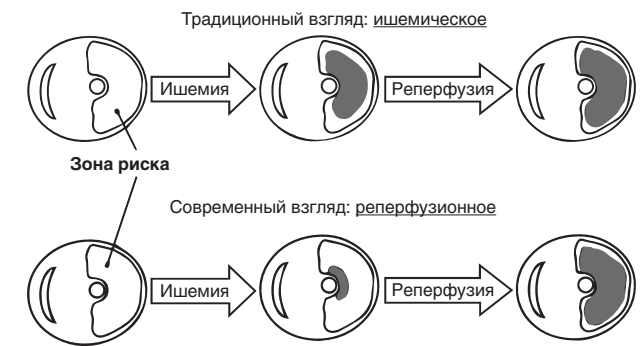 Традиционный взгляд: ишемическое
Ишемия
Реперфузия
Зона риска
Современный взгляд: реперфузионное
Ишемия
Реперфузия